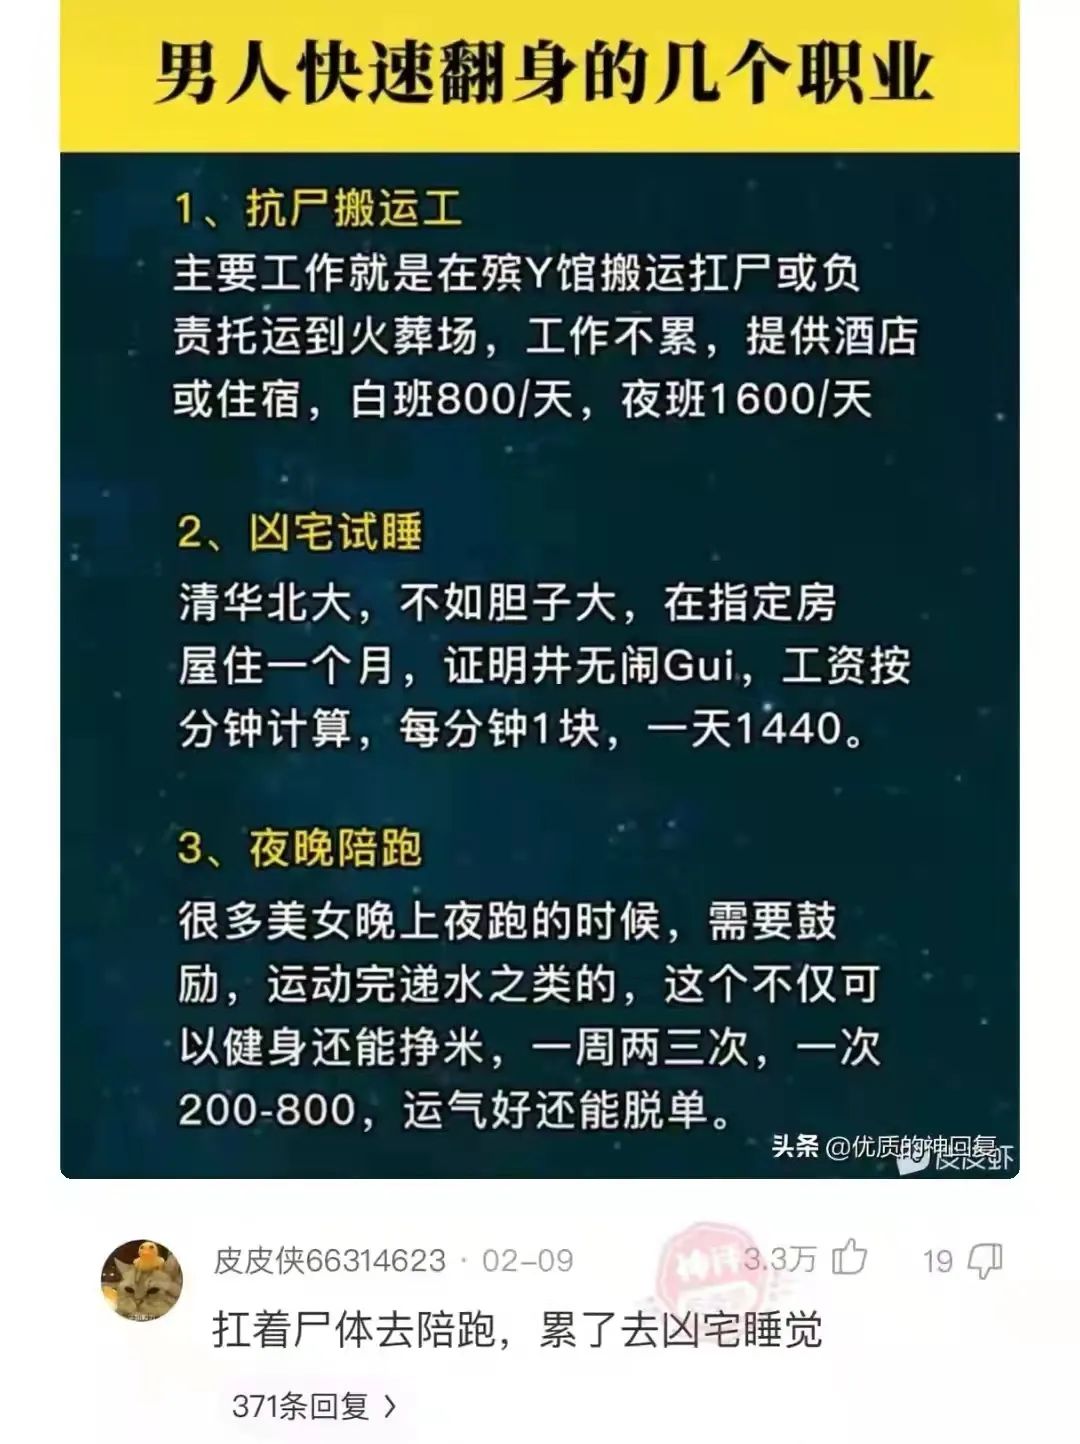 男人快速翻身的几个职业
1、抗尸搬运工
主要工作就是在殡Y馆搬运扛尸或负
责托运到火葬场，工作不累，提供酒店
或住宿，白班800/天，夜班1600/天
2、凶宅试睡
清华北大，不如胆子大，在指定房
屋住一个月，证明井无闹Gui，工资按
分钟计算，每分钟1块，一天1440。
3、夜晚陪跑
很多美女晚上夜跑的时候，需要鼓
励，运动完递水之类的，这个不仅可
以健身还能挣米，一周两三次，一次
200-800，运气好还能脱单。
头条 @优质的神回复
皮皮虾
皮皮侠66314623 · 02-09
神评
3.3万
19
扛着尸体去陪跑，累了去凶宅睡觉
371条回复 >